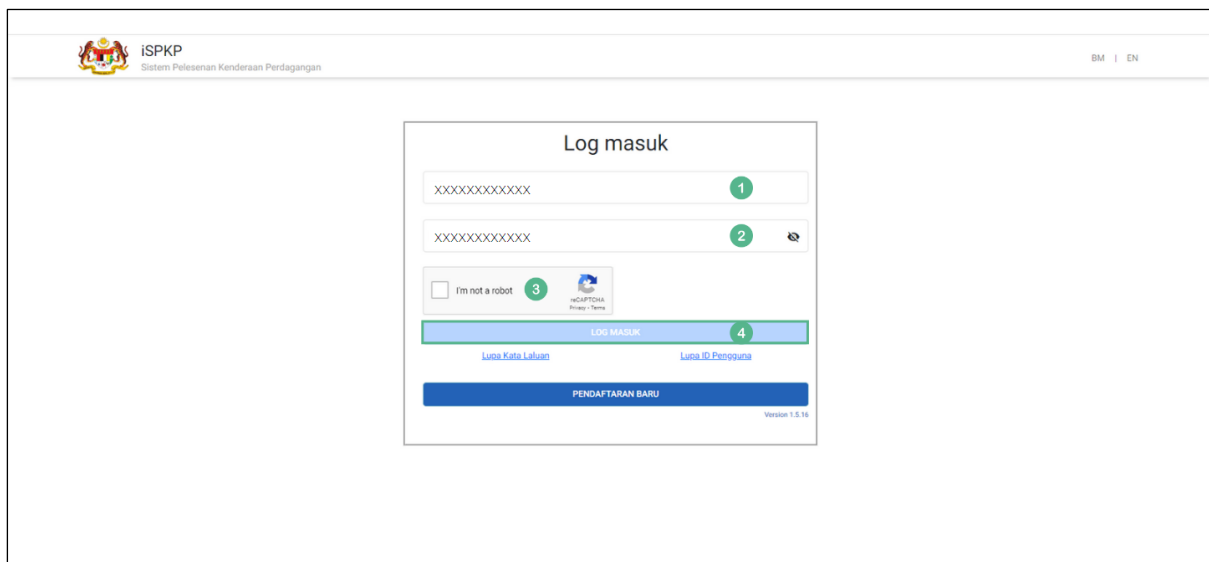 iSPKP
Sistem Pelesenan Kenderaan Perdagangan
BM | EN
Log masuk
XXXXXXXXXXXX 1
XXXXXXXXXXXX 2
I'm not a robot 3
reCAPTCHA
Privacy - Terms
LOG MASUK 4
Lupa Kata Laluan Lupa ID Pengguna
PENDAFTARAN BARU
Version 1.5.16